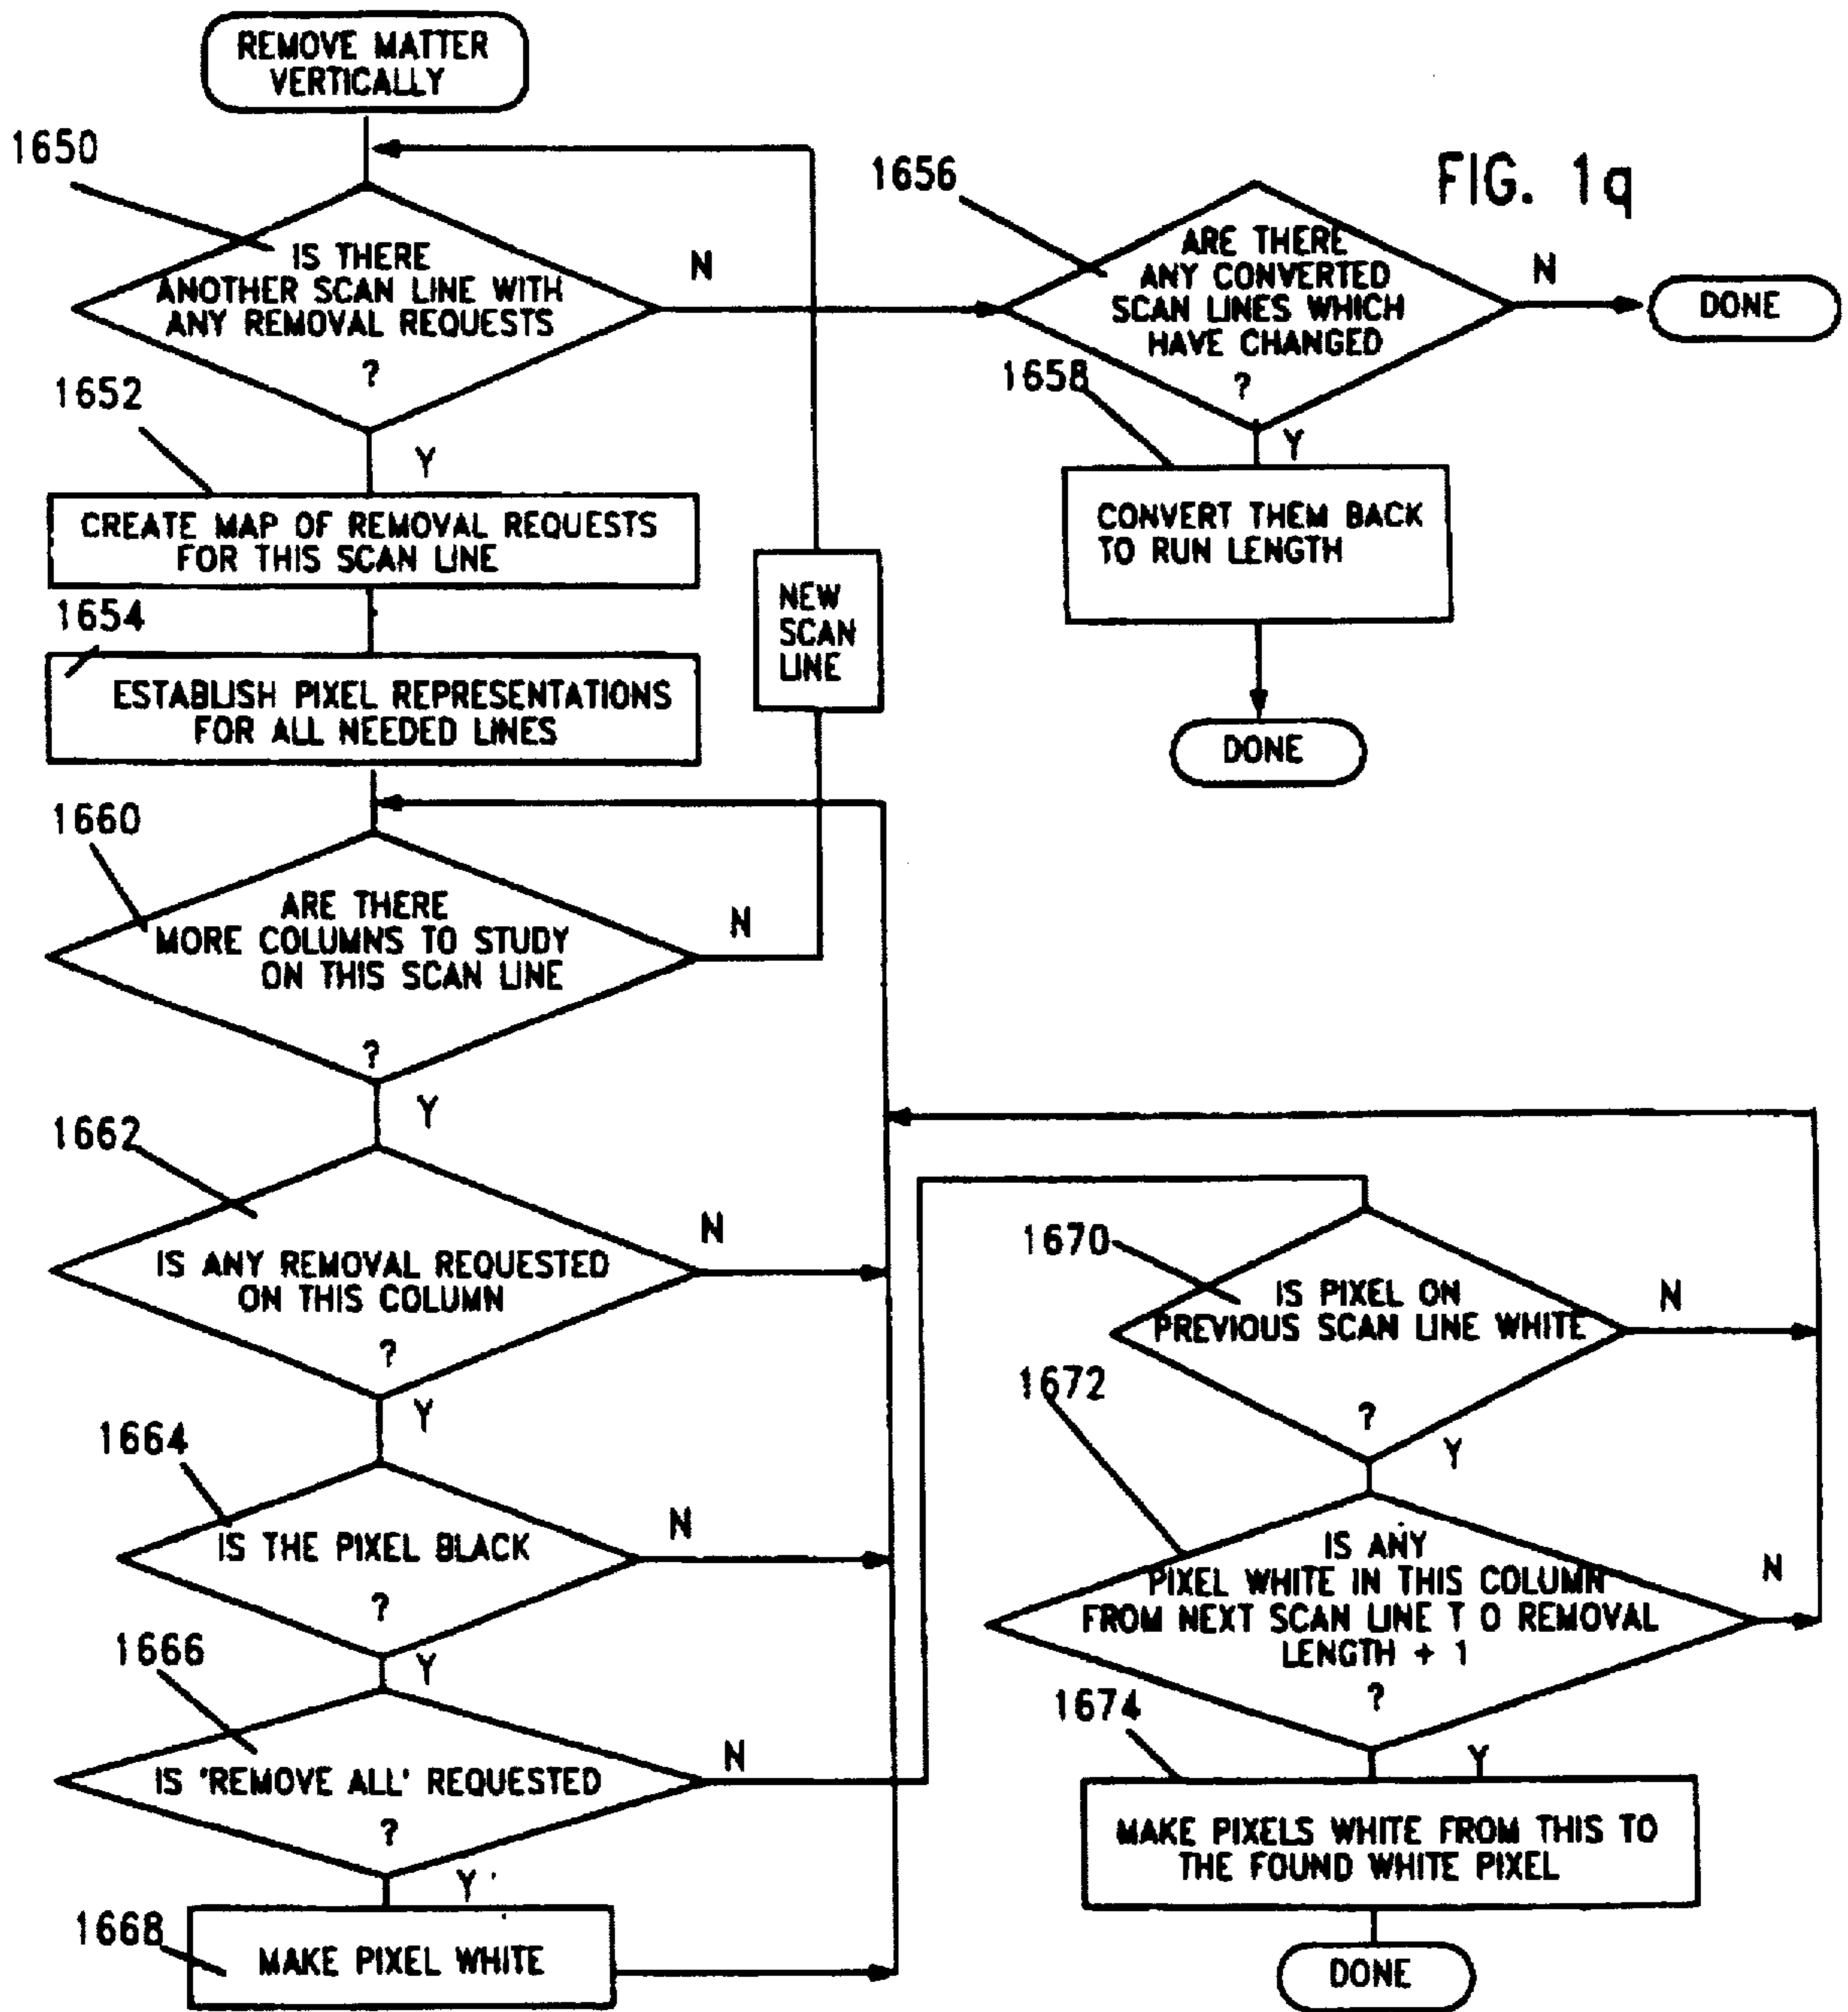 REMOVE MATTER
VERTICALLY
1650
IS THERE
ANOTHER SCAN LINE WITH
ANY REMOVAL REQUESTS
?
N
Y
1656
ARE THERE
ANY CONVERTED
SCAN LINES WHICH
HAVE CHANGED
?
N
Y
FIG. 1q
DONE
1652
CREATE MAP OF REMOVAL REQUESTS
FOR THIS SCAN LINE
1658
CONVERT THEM BACK
TO RUN LENGTH
DONE
NEW
SCAN
LINE
1654
ESTABLISH PIXEL REPRESENTATIONS
FOR ALL NEEDED LINES
1660
ARE THERE
MORE COLUMNS TO STUDY
ON THIS SCAN LINE
?
N
Y
1662
IS ANY REMOVAL REQUESTED
ON THIS COLUMN
?
N
Y
1664
IS THE PIXEL BLACK
?
N
Y
1666
IS 'REMOVE ALL' REQUESTED
?
N
Y
1668
MAKE PIXEL WHITE
1670
IS PIXEL ON
PREVIOUS SCAN LINE WHITE
?
N
Y
1672
IS ANY
PIXEL WHITE IN THIS COLUMN
FROM NEXT SCAN LINE T O REMOVAL
LENGTH + 1
?
N
Y
1674
MAKE PIXELS WHITE FROM THIS TO
THE FOUND WHITE PIXEL
DONE